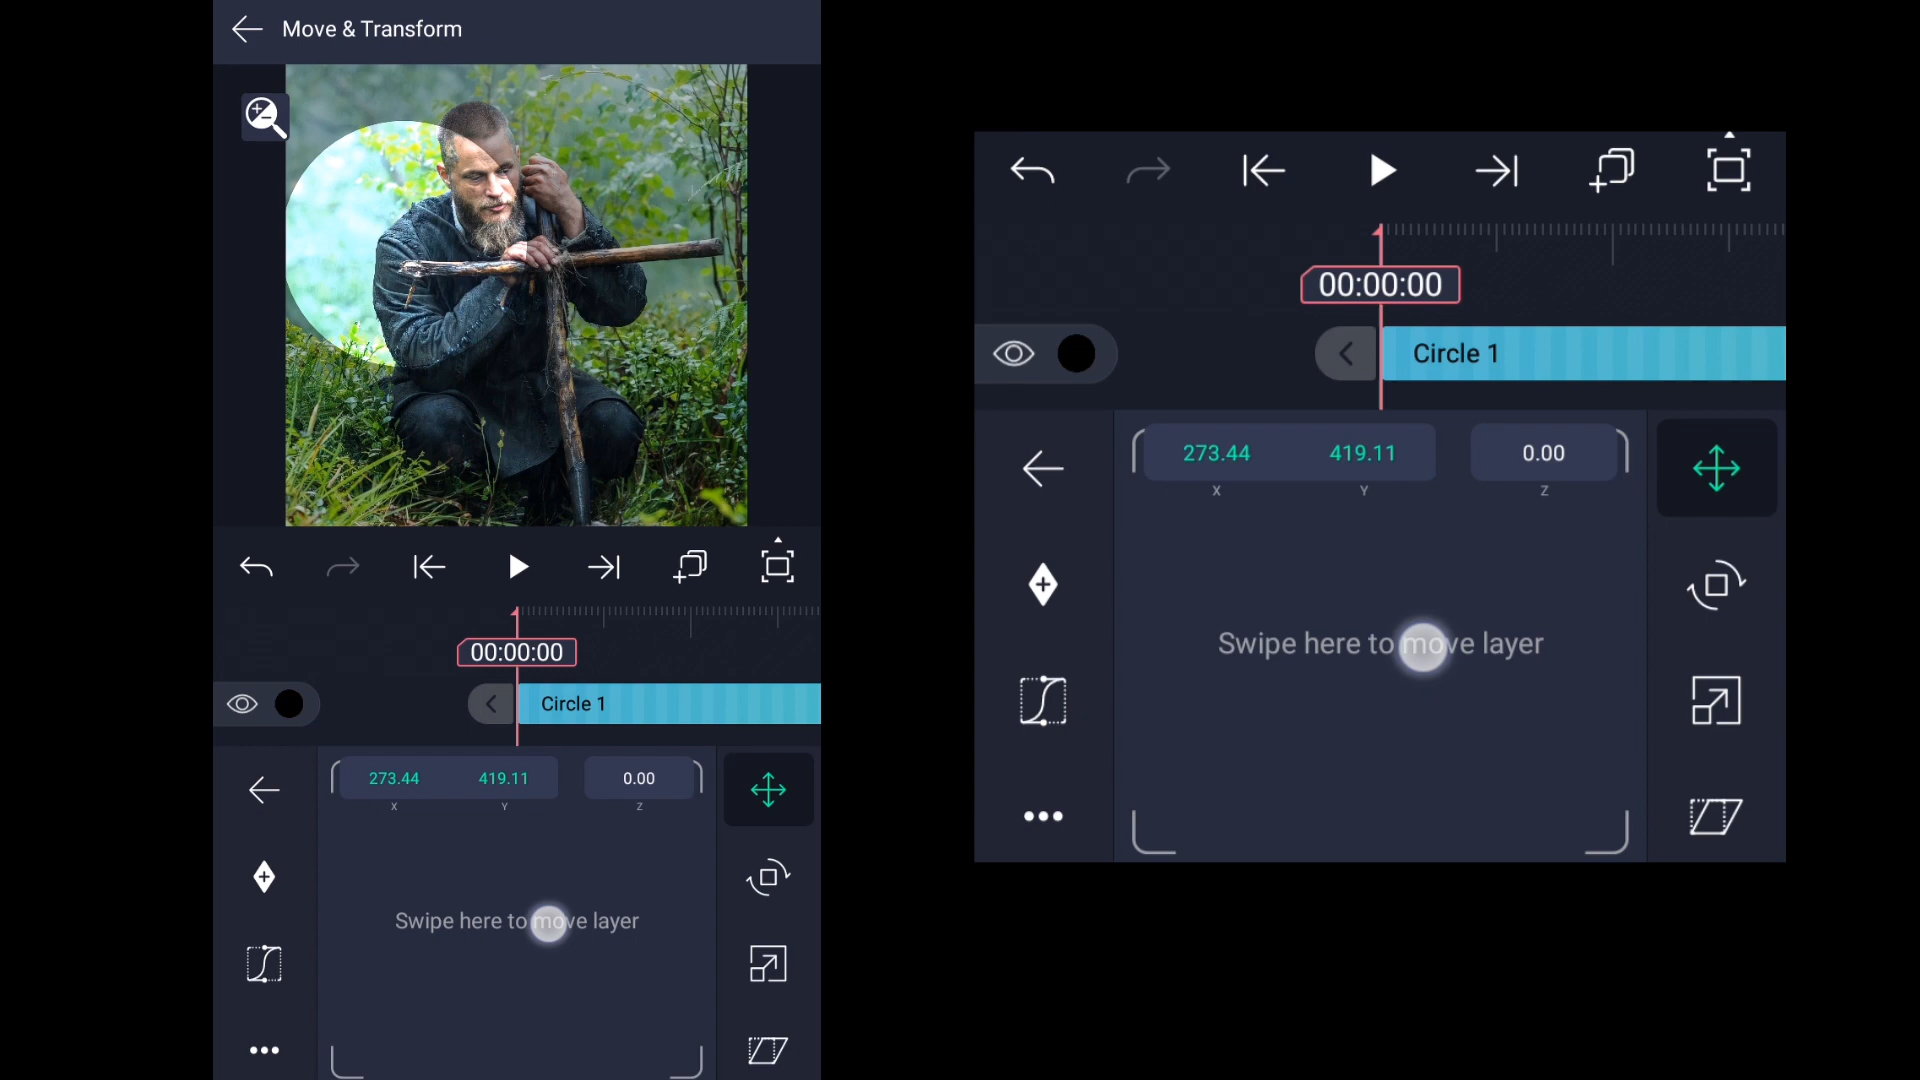 Move & Transform
00:00:00
Circle 1
273.44 419.11 0.00
X Y Z
Swipe here to move layer
00:00:00
Circle 1
273.44 419.11 0.00
X Y Z
Swipe here to move layer